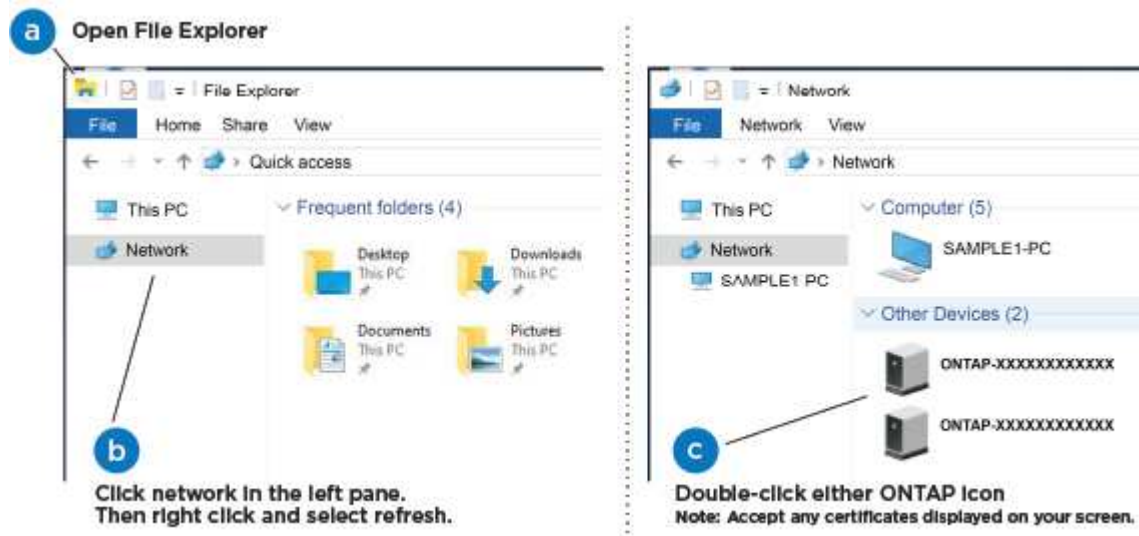 a Open File Explorer
File Explorer
File Home Share View
Quick access
This PC
Network
Frequent folders (4)
Desktop
This PC
Downloads
This PC
Documents
This PC
Pictures
This PC
b
Click network in the left pane.
Then right click and select refresh.
Network
File Network View
Network
This PC
Network
SAMPLE1 PC
Computer (5)
SAMPLE1-PC
Other Devices (2)
ONTAP-XXXXXXXXXXXX
ONTAP-XXXXXXXXXXXX
c
Double-click either ONTAP icon
Note: Accept any certificates displayed on your screen.